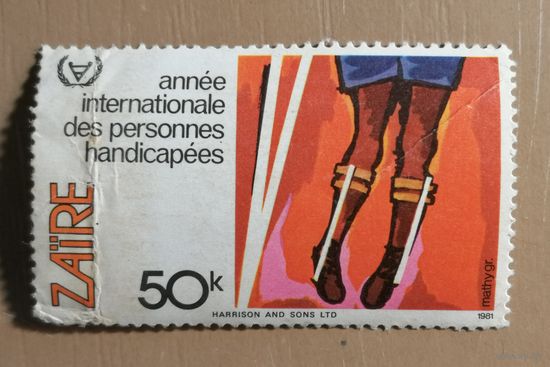 année
internationale
des personnes
handicapées
ZAÏRE
50k
HARRISON AND SONS LTD
mathy gr.
1981